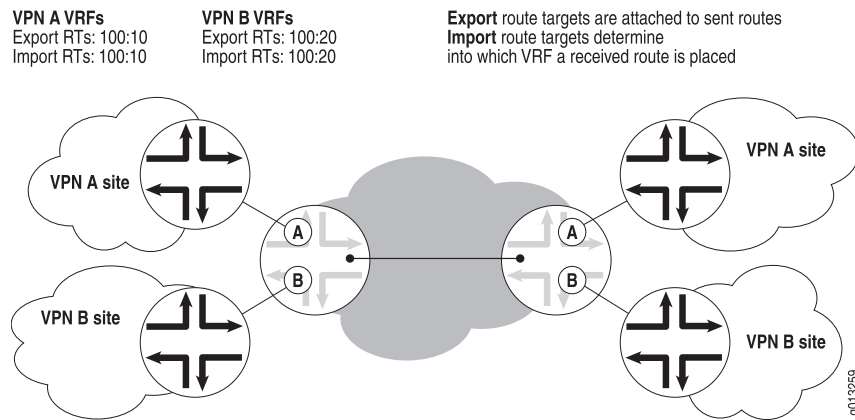 VPN A VRFs
Export RTs: 100:10
Import RTs: 100:10
VPN B VRFs
Export RTs: 100:20
Import RTs: 100:20
Export route targets are attached to sent routes
Import route targets determine
into which VRF a received route is placed
VPN A site
VPN A site
A
A
B
B
VPN B site
VPN B site
g013259